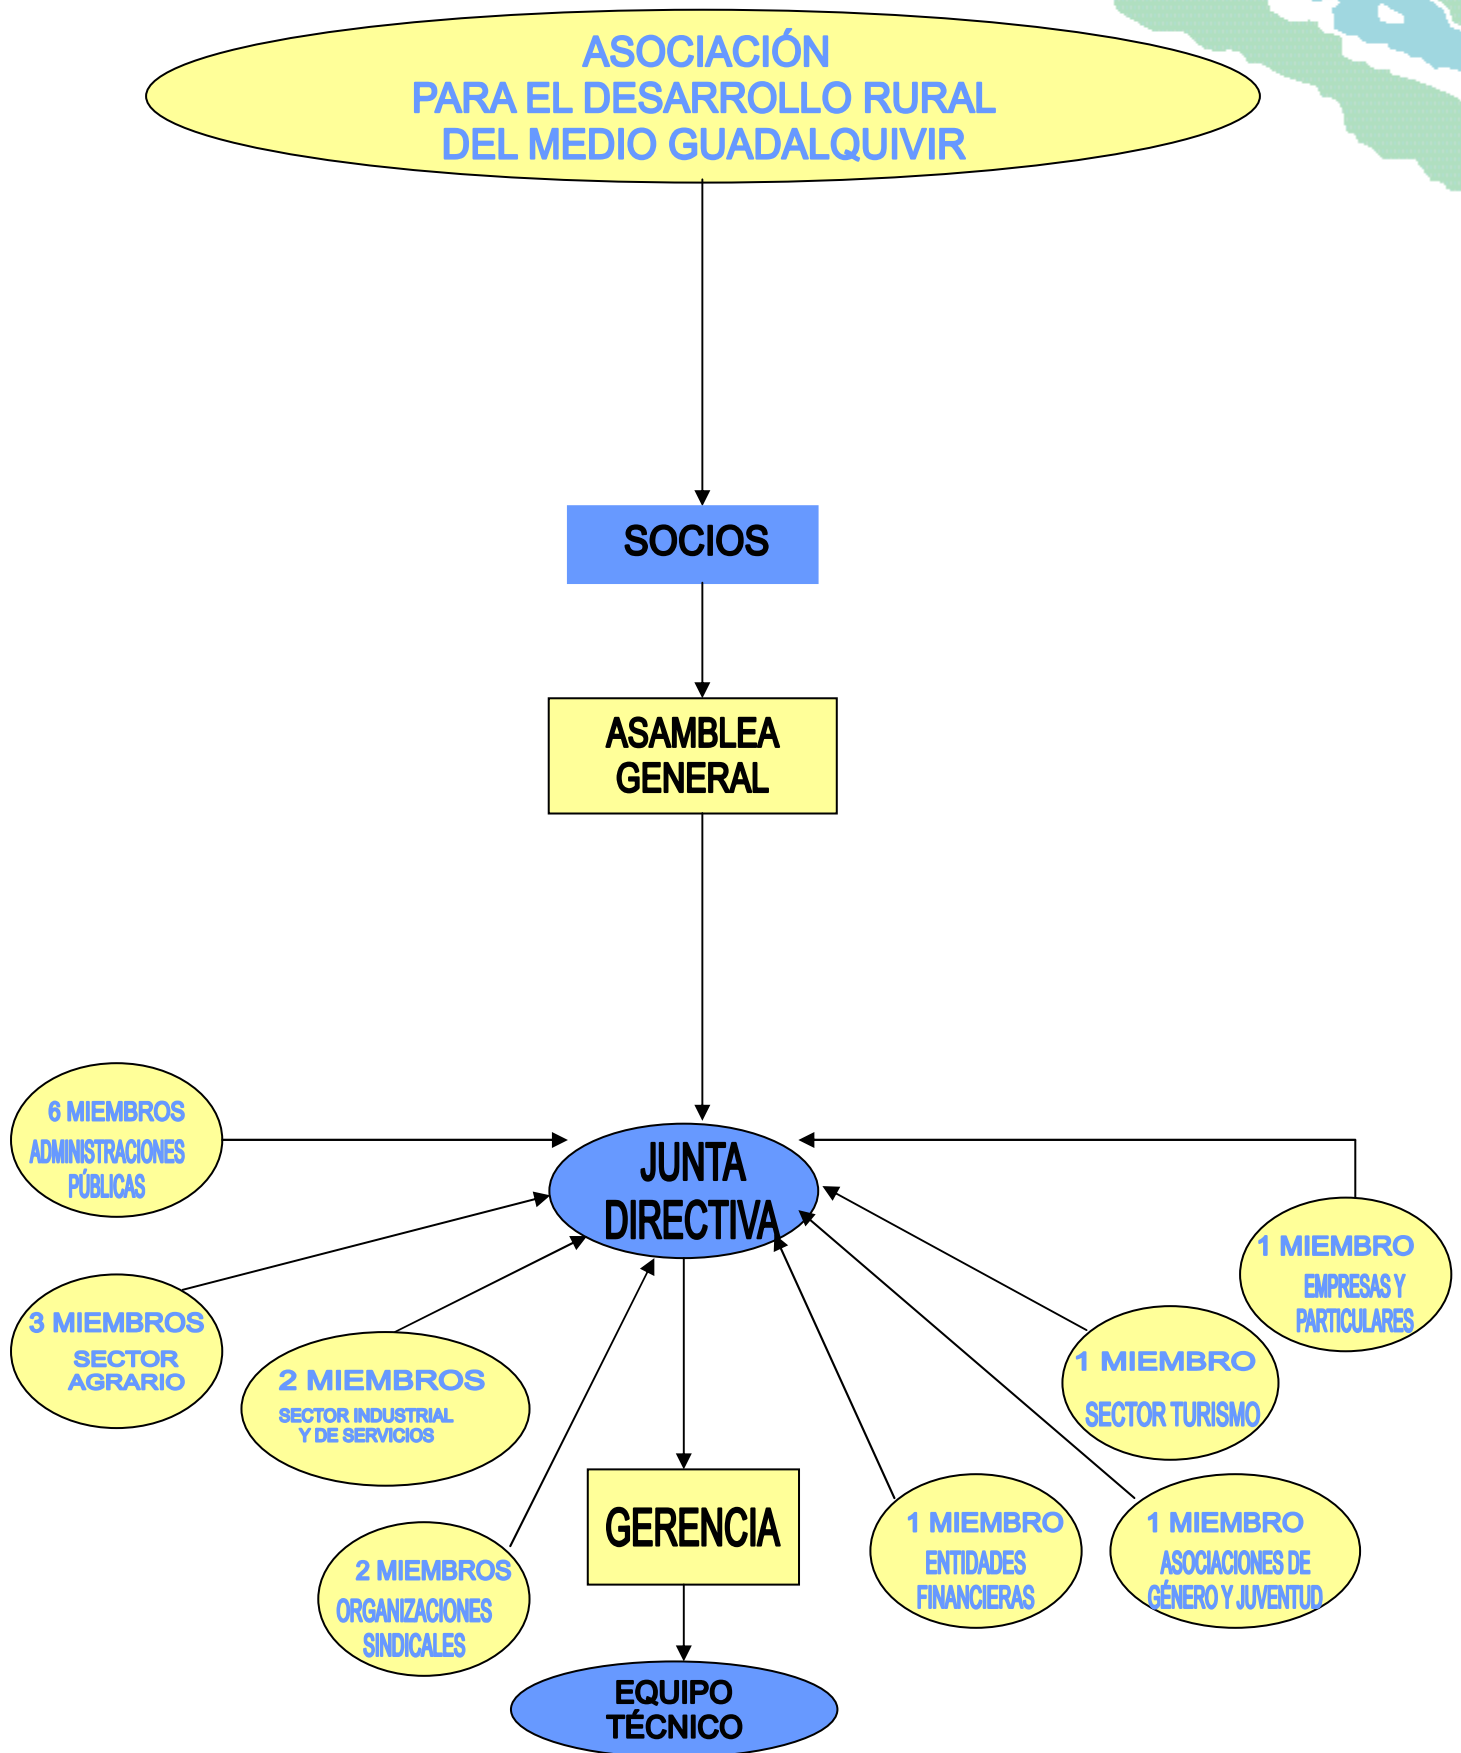 ASOCIACIÓN
PARA EL DESARROLLO RURAL
DEL MEDIO GUADALQUIVIR
SOCIOS
ASAMBLEA
GENERAL
JUNTA
DIRECTIVA
6 MIEMBROS
ADMINISTRACIONES
PÚBLICAS
3 MIEMBROS
SECTOR
AGRARIO
2 MIEMBROS
SECTOR INDUSTRIAL
Y DE SERVICIOS
2 MIEMBROS
ORGANIZACIONES
SINDICALES
GERENCIA
EQUIPO
TÉCNICO
1 MIEMBRO
ENTIDADES
FINANCIERAS
1 MIEMBRO
ASOCIACIONES DE
GÉNERO Y JUVENTUD
1 MIEMBRO
SECTOR TURISMO
1 MIEMBRO
EMPRESAS Y
PARTICULARES